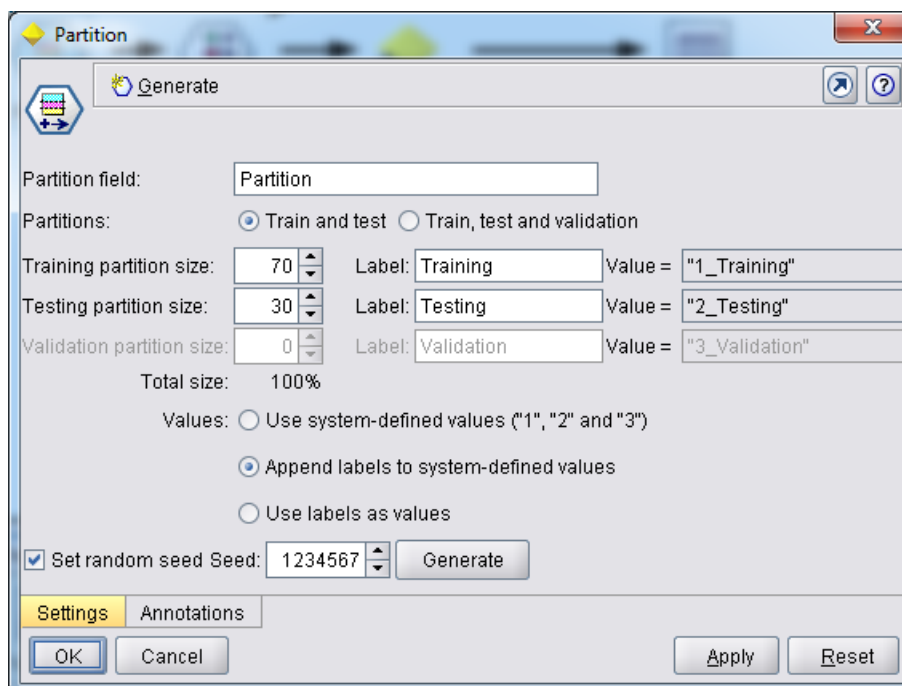 Partition
Generate
Partition field: Partition
Partitions: Train and test Train, test and validation
Training partition size: 70 Label: Training Value = "1_Training"
Testing partition size: 30 Label: Testing Value = "2_Testing"
Validation partition size: 0 Label: Validation Value = "3_Validation"
Total size: 100%
Values: Use system-defined values ("1", "2" and "3")
Append labels to system-defined values
Use labels as values
Set random seed Seed: 1234567 Generate
Settings Annotations
OK Cancel Apply Reset